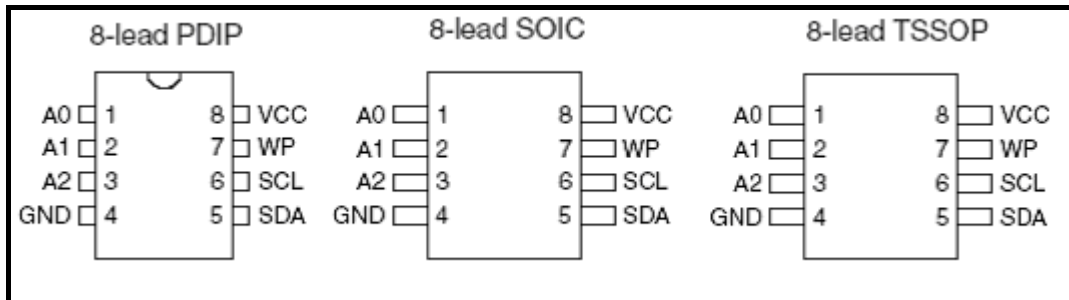 8-lead PDIP
A0 1 8 VCC
A1 2 7 WP
A2 3 6 SCL
GND 4 5 SDA
8-lead SOIC
A0 1 8 VCC
A1 2 7 WP
A2 3 6 SCL
GND 4 5 SDA
8-lead TSSOP
A0 1 8 VCC
A1 2 7 WP
A2 3 6 SCL
GND 4 5 SDA